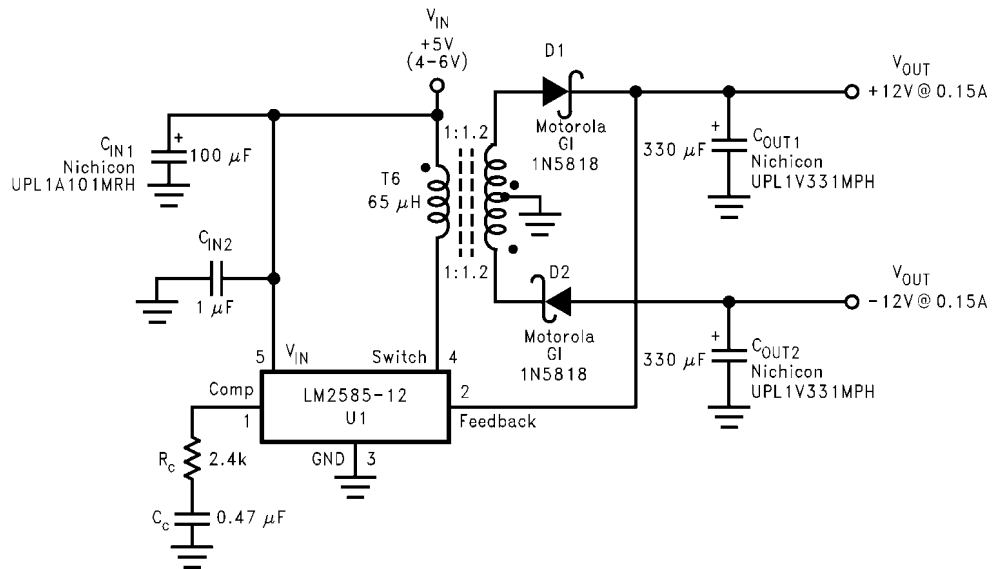 V_IN
+5V
(4–6V)
D1
V_OUT
+12V@0.15A
Motorola
GI
1N5818
+
C_IN1
Nichicon
UPL1A101MRH
100 μF
1:1.2
T6
65 μH
1:1.2
+
330 μF
C_OUT1
Nichicon
UPL1V331MPH
C_IN2
1 μF
D2
Motorola
GI
1N5818
V_OUT
-12V@0.15A
+
330 μF
C_OUT2
Nichicon
UPL1V331MPH
5
V_IN
Switch
4
Comp
1
LM2585-12
U1
2
Feedback
GND
3
R_c
2.4k
C_c
0.47 μF